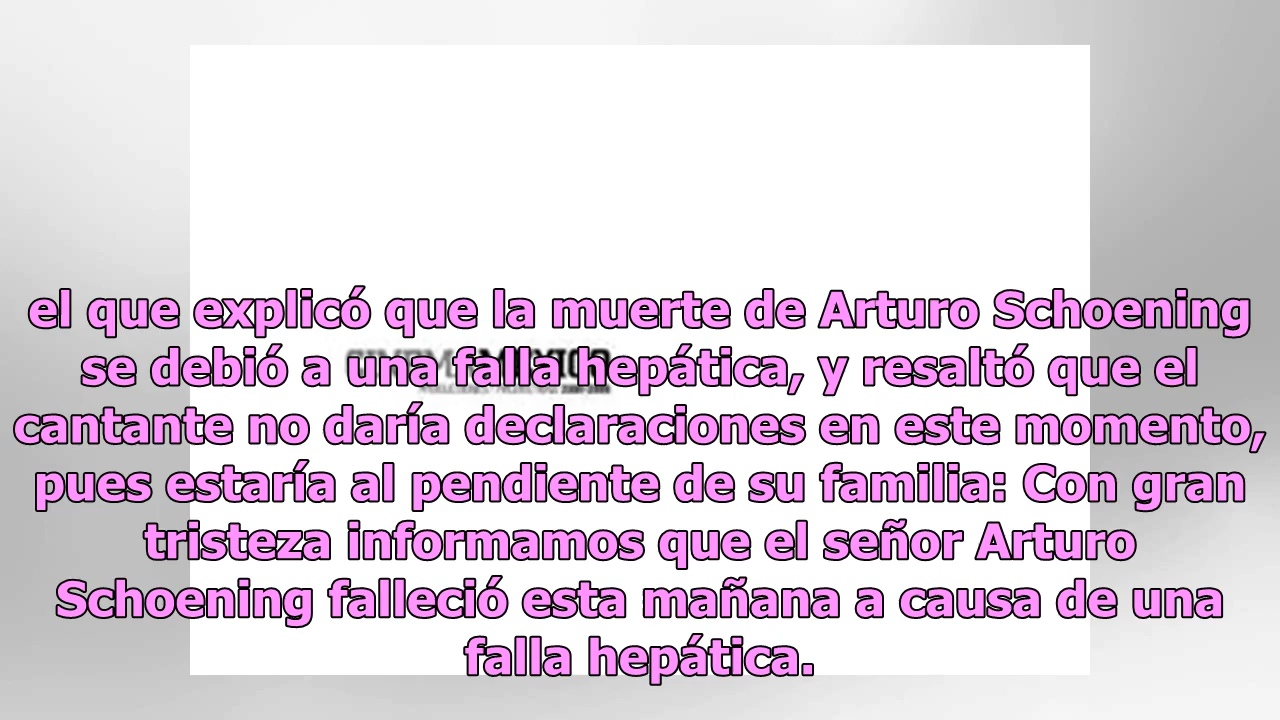 el que explicó que la muerte de Arturo Schoening
se debió a una falla hepática, y resaltó que el
cantante no daría declaraciones en este momento,
pues estaría al pendiente de su familia: Con gran
tristeza informamos que el señor Arturo
Schoening falleció esta mañana a causa de una
falla hepática.